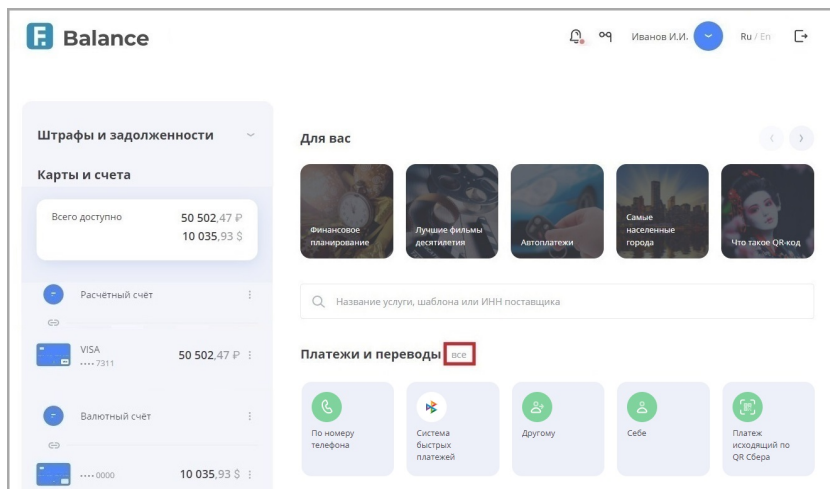 Balance
Иванов И.И.
Ru / En
Штрафы и задолженности
Карты и счета
Всего доступно
50 502,47 ₽
10 035,93 $
Расчётный счёт
VISA
•••• 7311
50 502,47 ₽
Валютный счёт
•••• 0000
10 035,93 $
Для вас
Финансовое
планирование
Лучшие фильмы
десятилетия
Автоплатежи
Самые
населенные
города
Что такое QR-код
Название услуги, шаблона или ИНН поставщика
Платежи и переводы все
По номеру
телефона
Система
быстрых
платежей
Другому
Себе
Платеж
исходящий по
QR Сбера